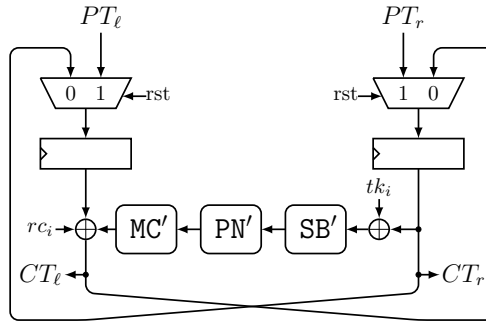 PT_ℓ PT_r
0 1 rst rst 1 0
tk_i
rc_i MC′ PN′ SB′
CT_ℓ CT_r